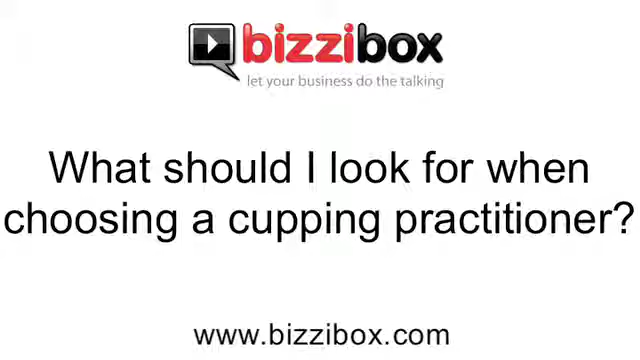 bizzibox
let your business do the talking
What should I look for when
choosing a cupping practitioner?
www.bizzibox.com